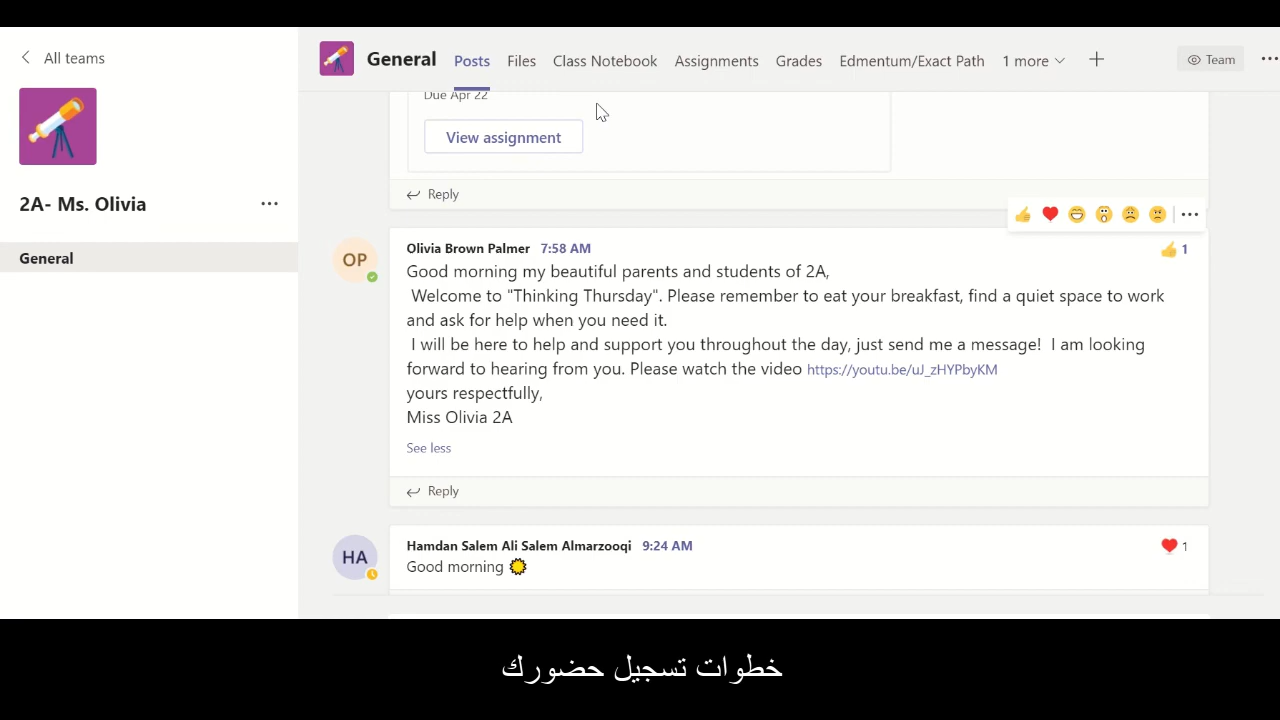 All teams
2A- Ms. Olivia
General
General Posts Files Class Notebook Assignments Grades Edmentum/Exact Path 1 more Team
Due Apr 22
View assignment
Reply
OP
Olivia Brown Palmer 7:58 AM 1
Good morning my beautiful parents and students of 2A,
Welcome to "Thinking Thursday". Please remember to eat your breakfast, find a quiet space to work
and ask for help when you need it.
I will be here to help and support you throughout the day, just send me a message! I am looking
forward to hearing from you. Please watch the video https://youtu.be/uJ_zHYPbyKM
yours respectfully,
Miss Olivia 2A
See less
Reply
HA
Hamdan Salem Ali Salem Almarzooqi 9:24 AM 1
Good morning
خطوات تسجيل حضورك